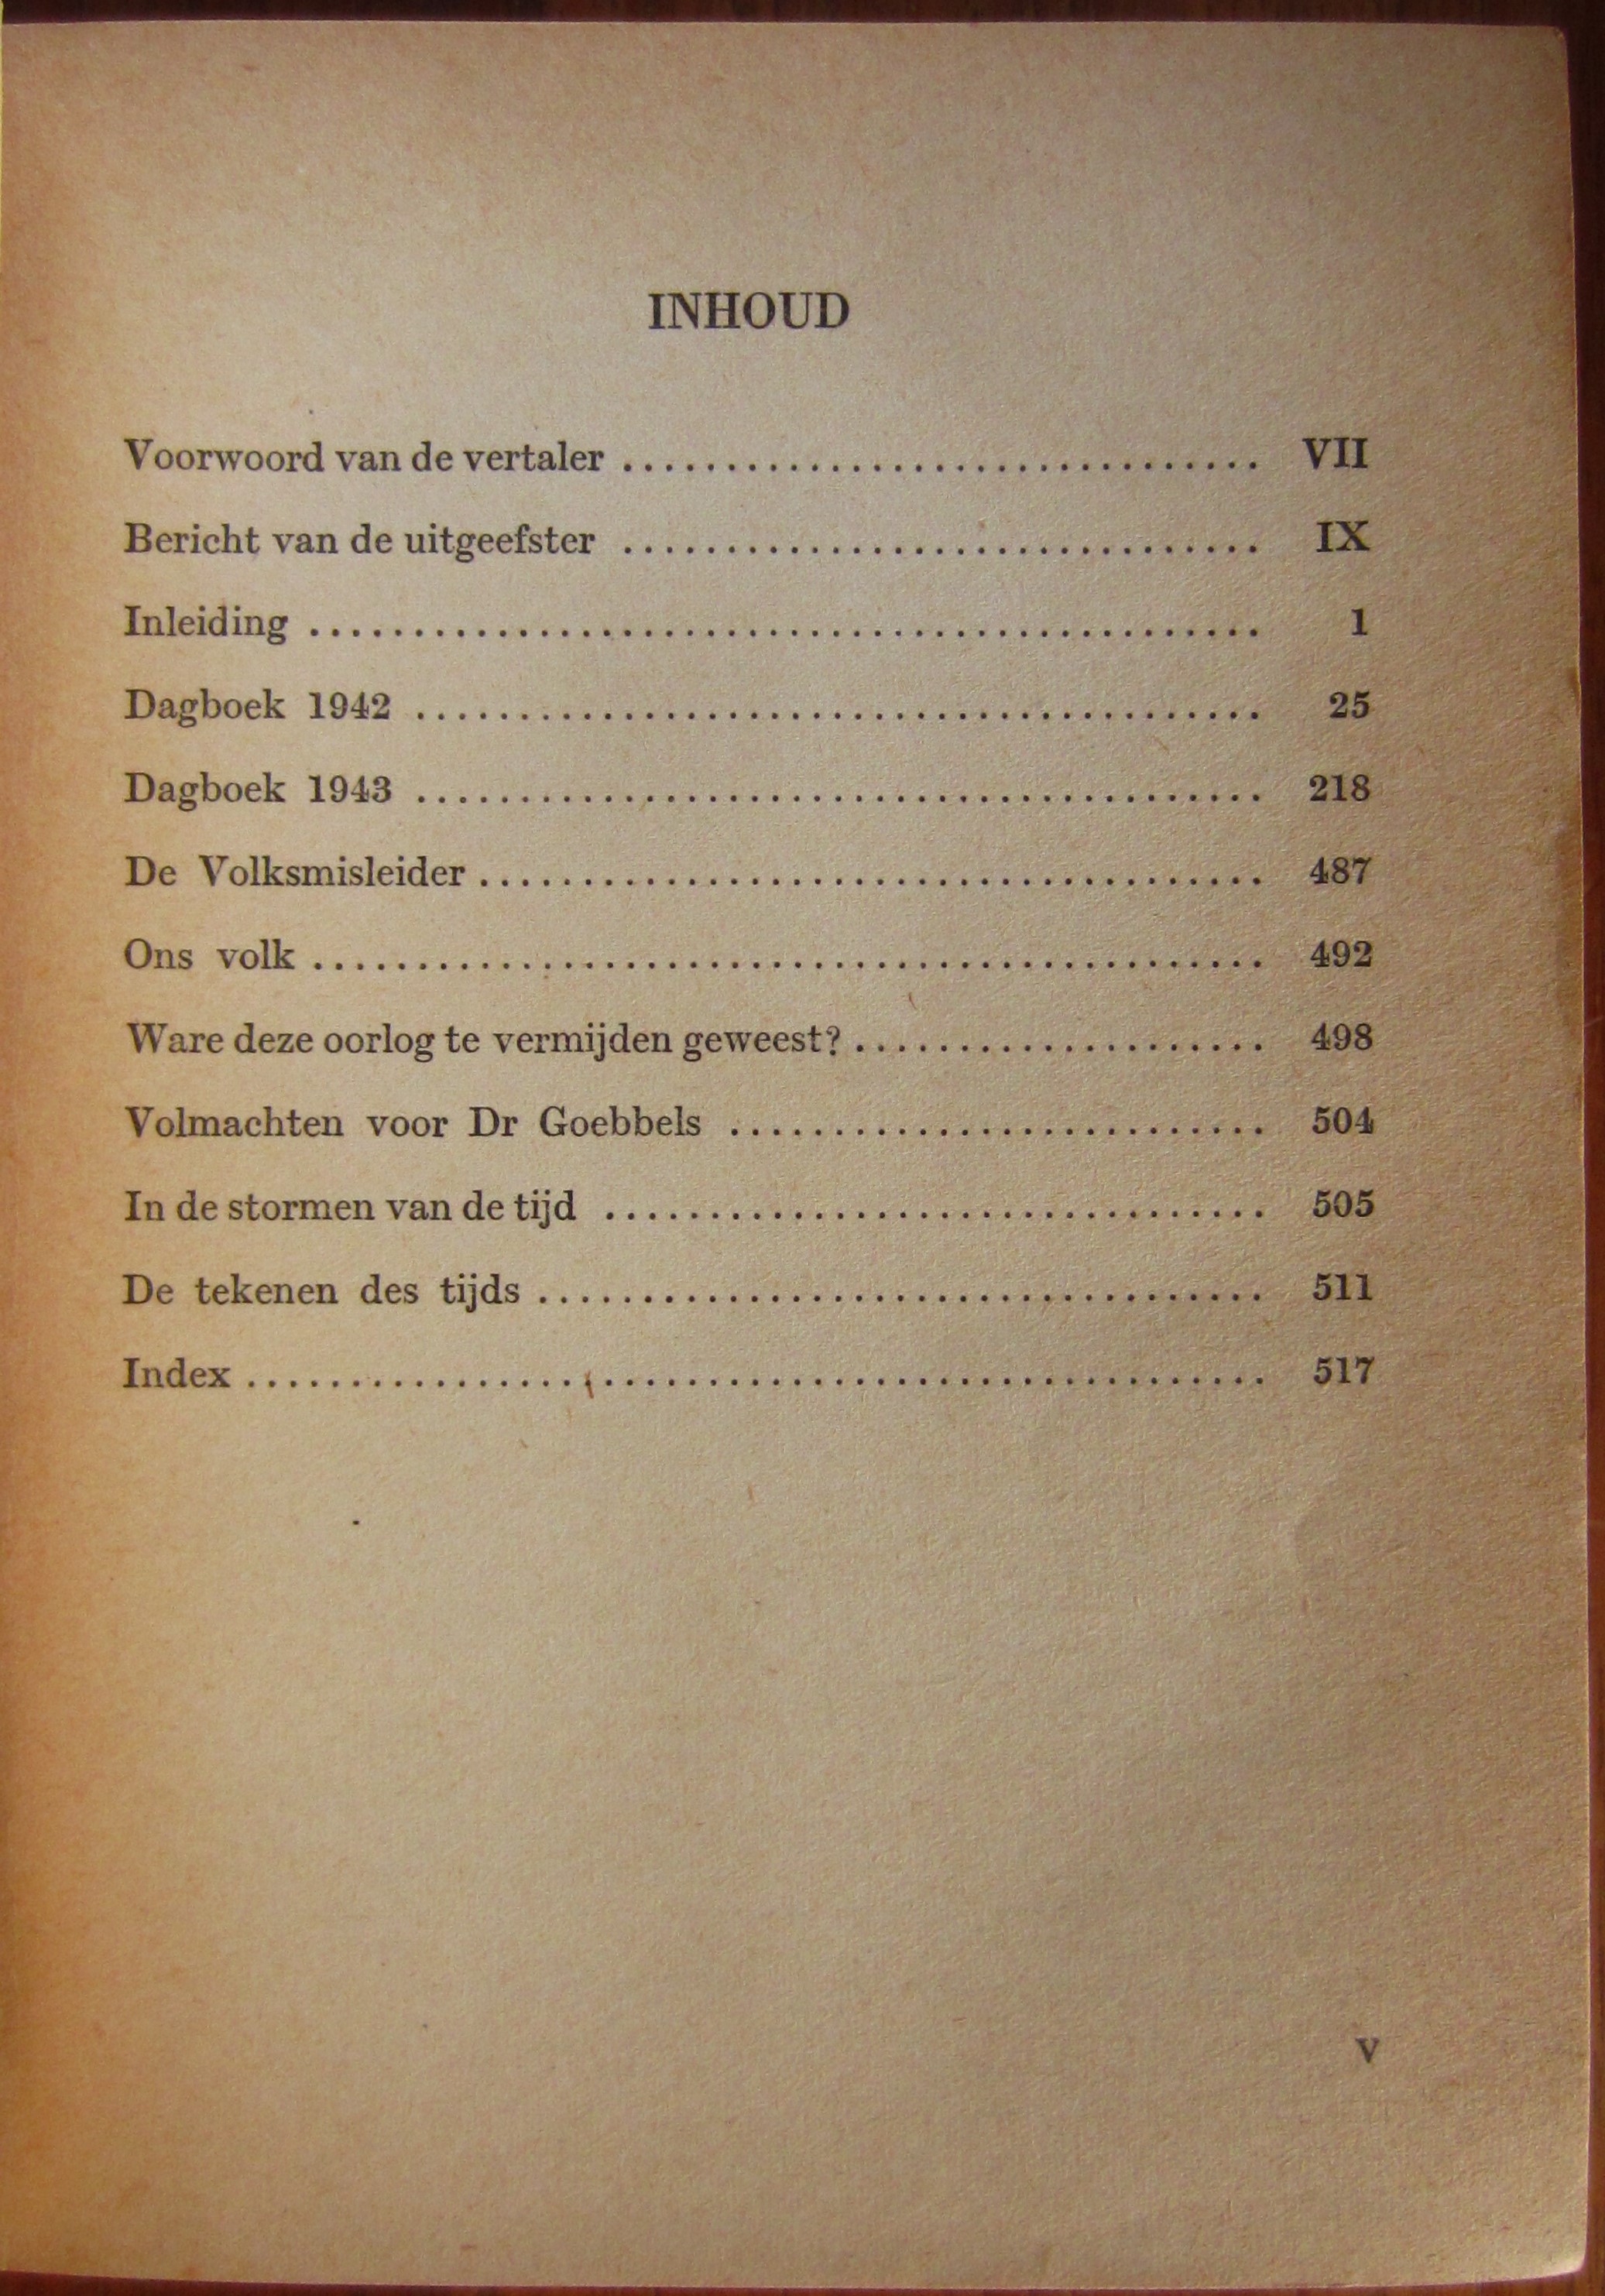 INHOUD
Voorwoord van de vertaler ............................... VII
Bericht van de uitgeefster ............................... IX
Inleiding .............................................. 1
Dagboek 1942 ......................................... 25
Dagboek 1943 ......................................... 218
De Volksmisleider ...................................... 487
Ons volk .............................................. 492
Ware deze oorlog te vermijden geweest? .................... 498
Volmachten voor Dr Goebbels .......................... 504
In de stormen van de tijd ................................ 505
De tekenen des tijds ................................... 511
Index ................................................. 517
V